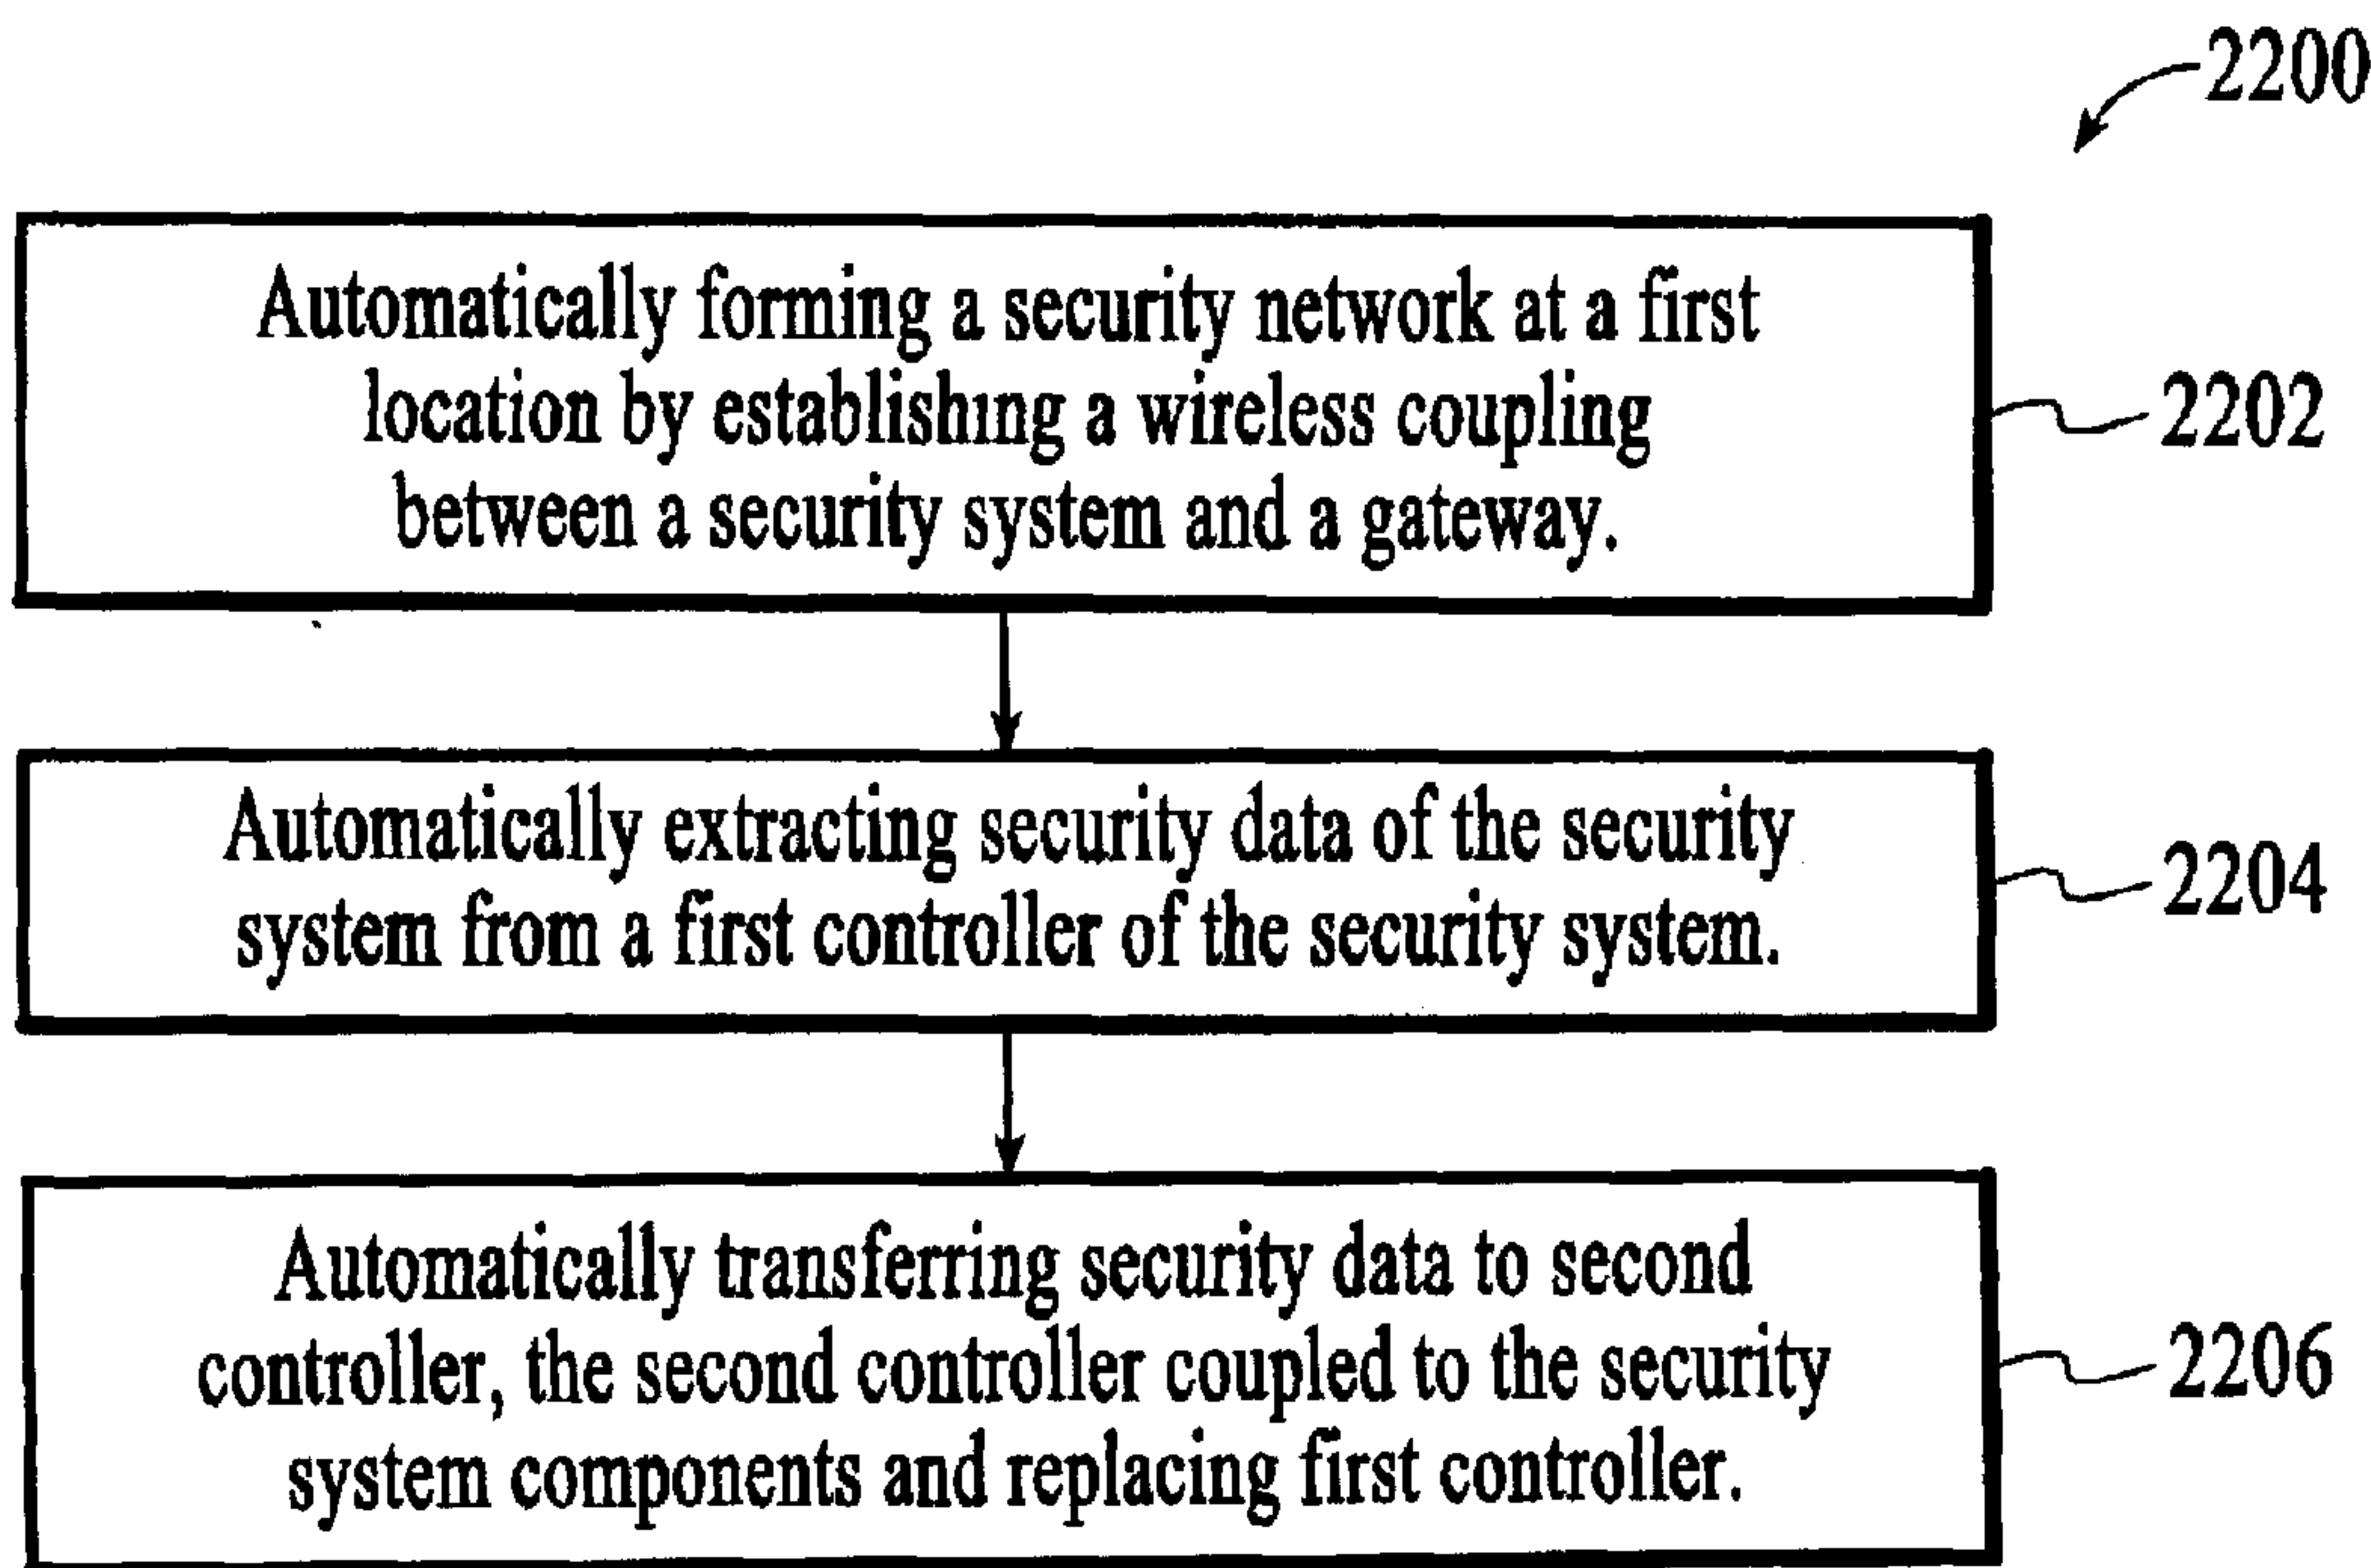 2200
Automatically forming a security network at a first
location by establishing a wireless coupling
between a security system and a gateway.
2202
Automatically extracting security data of the security
system from a first controller of the security system.
2204
Automatically transferring security data to second
controller, the second controller coupled to the security
system components and replacing first controller.
2206